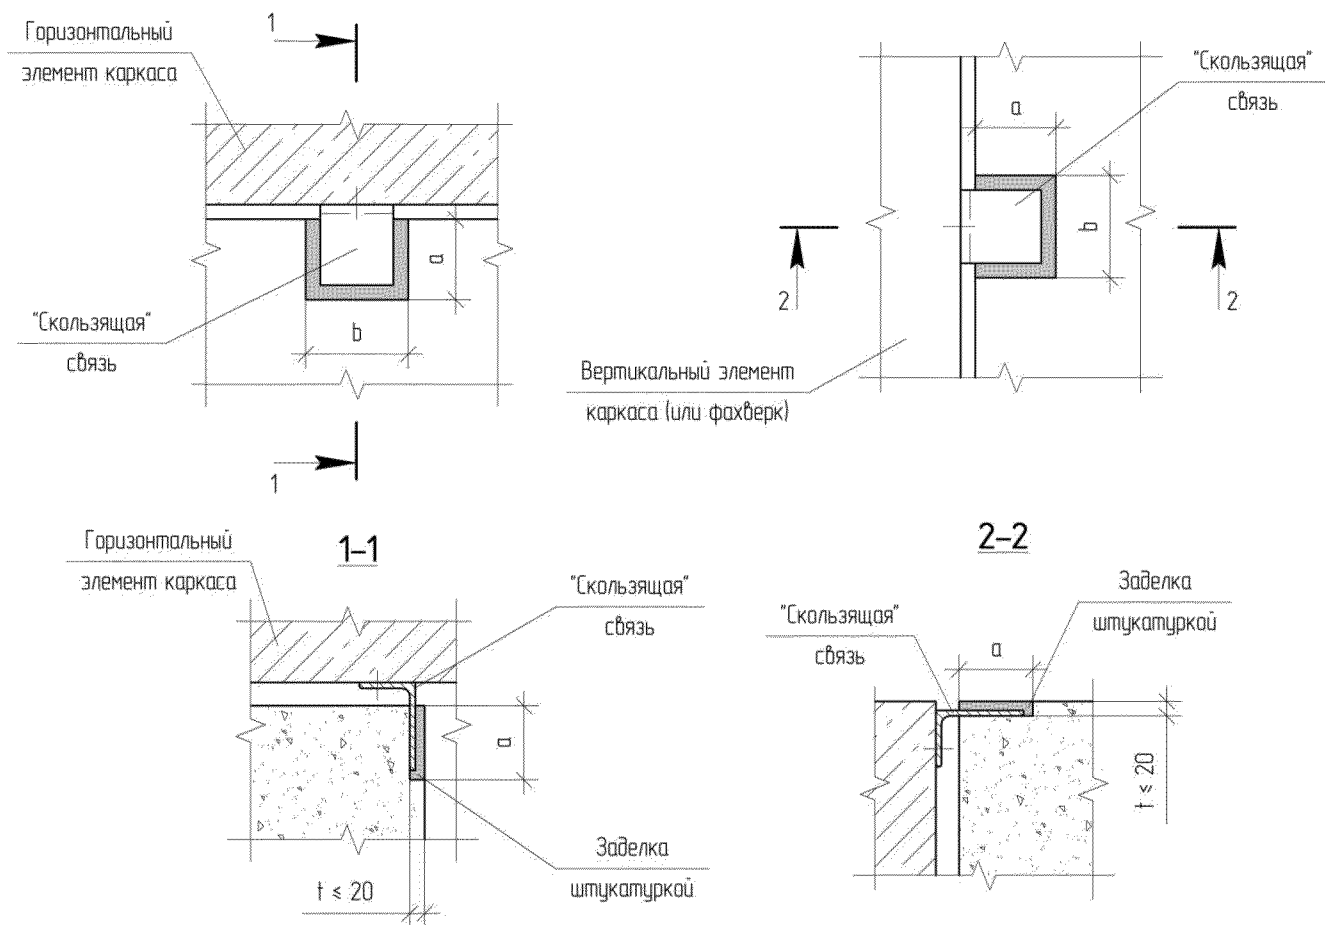 1
Горизонтальный
элемент каркаса
"Скользящая"
связь
a
b
1
"Скользящая"
связь
a
b
2
2
Вертикальный элемент
каркаса (или фахверк)
1–1
Горизонтальный
элемент каркаса
"Скользящая"
связь
a
Заделка
штукатуркой
t ≤ 20
2–2
"Скользящая"
связь
a
Заделка
штукатуркой
t ≤ 20